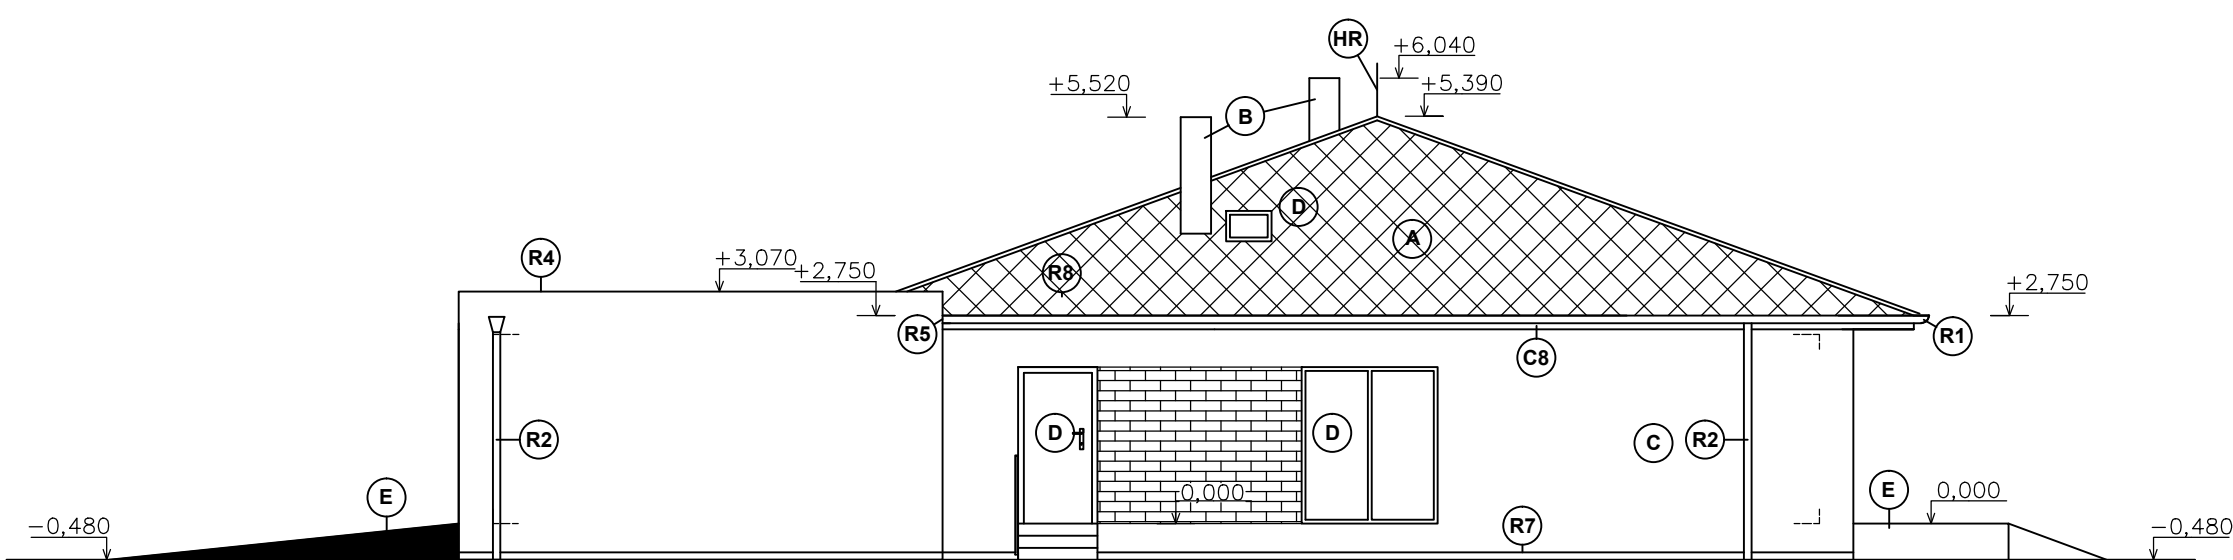 HR
+6,040
+5,520
+5,390
B
D
A
R4
+3,070
+2,750
R8
+2,750
R5
R1
C8
D
D
C
R2
R2
E
0,000
E
0,000
-0,480
R7
-0,480